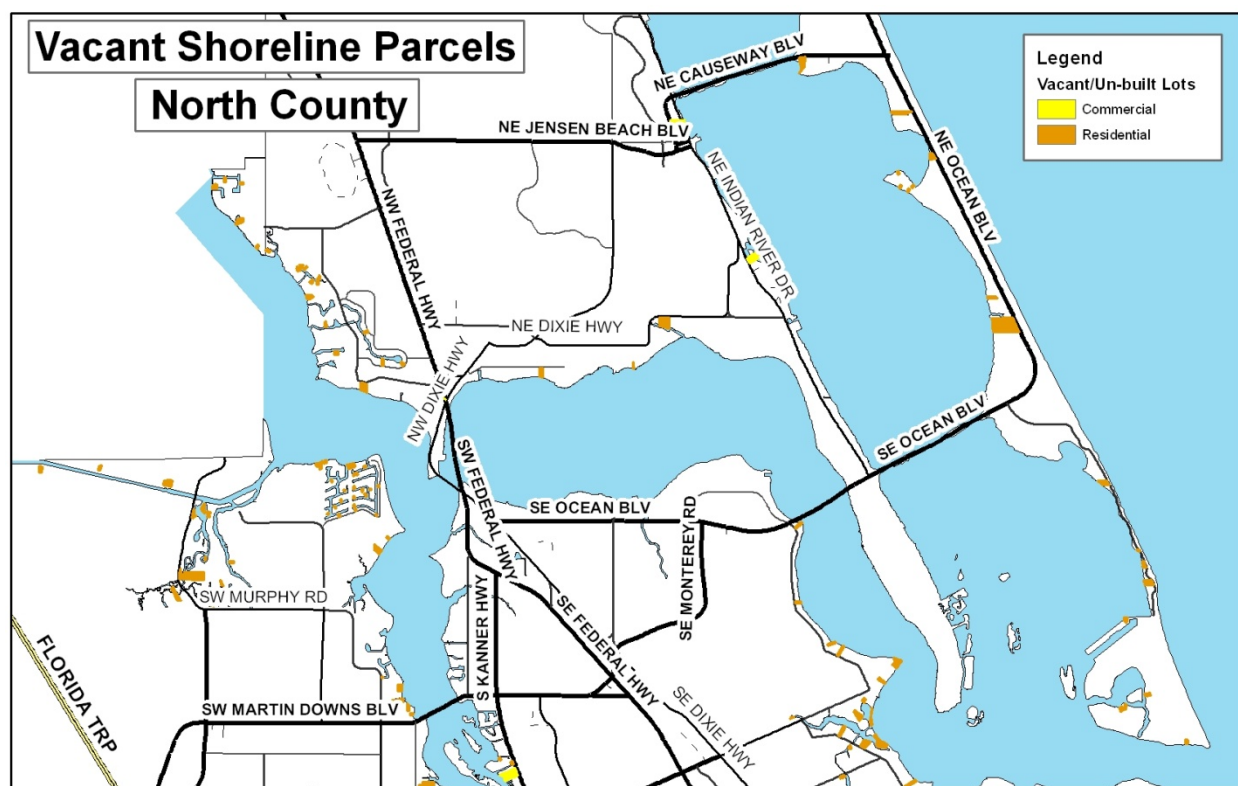 Vacant Shoreline Parcels
North County
Legend
Vacant/Un-built Lots
Commercial
Residential
NE CAUSEWAY BLV
NE JENSEN BEACH BLV
NE INDIAN RIVER DR
NE OCEAN BLV
NW FEDERAL HWY
NE DIXIE HWY
NW DIXIE HWY
SE OCEAN BLV
SW FEDERAL HWY
SE OCEAN BLV
SE MONTEREY RD
SW MURPHY RD
S KANNER HWY
SE FEDERAL HWY
FLORIDA TRP
SW MARTIN DOWNS BLV
SE DIXIE HWY